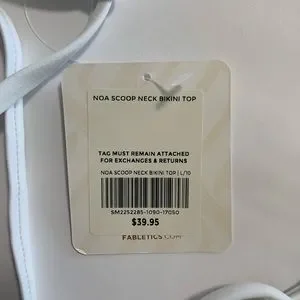 NOA SCOOP NECK BIKINI TOP
TAG MUST REMAIN ATTACHED
FOR EXCHANGES & RETURNS
NOA SCOOP NECK BIKINI TOP | L/10
SM2252285-1090-17050
$39.95
FABLETICS.COM